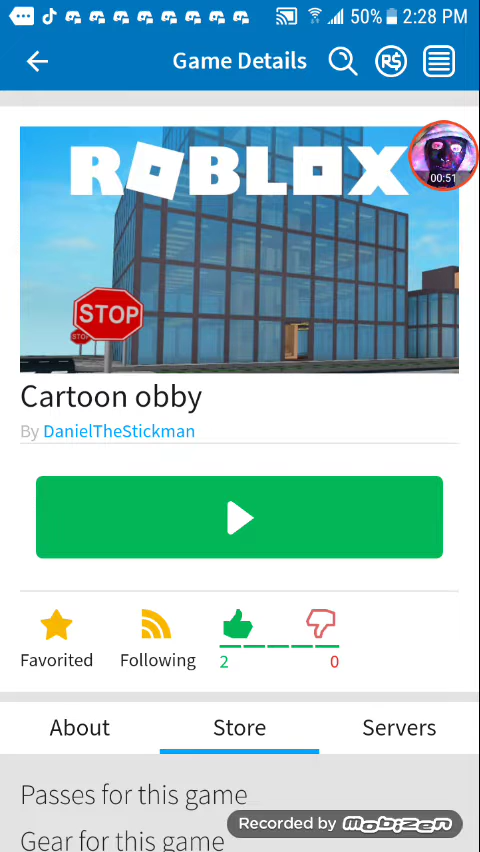 50% 2:28 PM
Game Details
R$
ROBLOX
00:51
STOP
STOP
Cartoon obby
By DanielTheStickman
Favorited
Following
2
0
About
Store
Servers
Passes for this game
Gear for this game
Recorded by mobizen